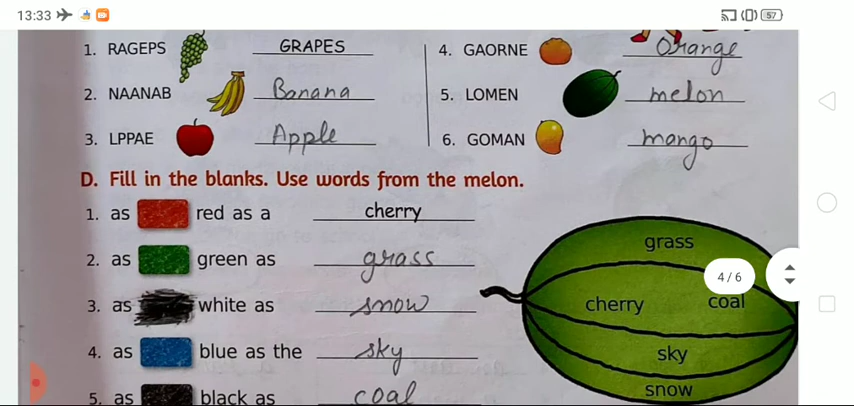 13:33 57
1. RAGEPS GRAPES 4. GAORNE Orange
2. NAANAB Banana 5. LOMEN melon
3. LPPAE Apple 6. GOMAN mango
D. Fill in the blanks. Use words from the melon.
1. as red as a cherry
2. as green as grass
3. as white as snow
4. as blue as the sky
5. as black as coal
grass
4 / 6
cherry coal
sky
snow